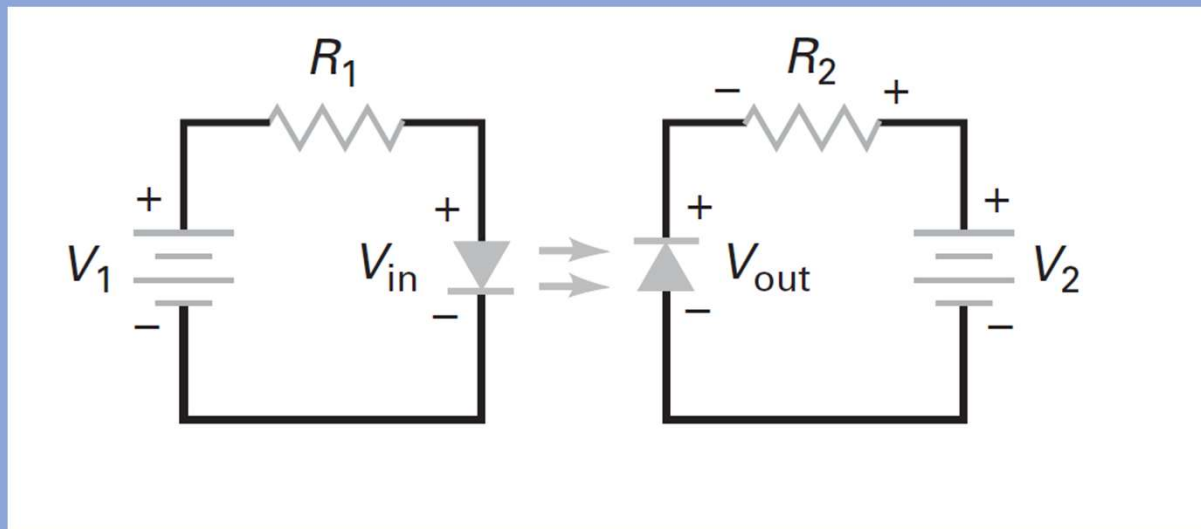 R1 R2
− +
+ + + +
V1 Vin Vout V2
− − − −